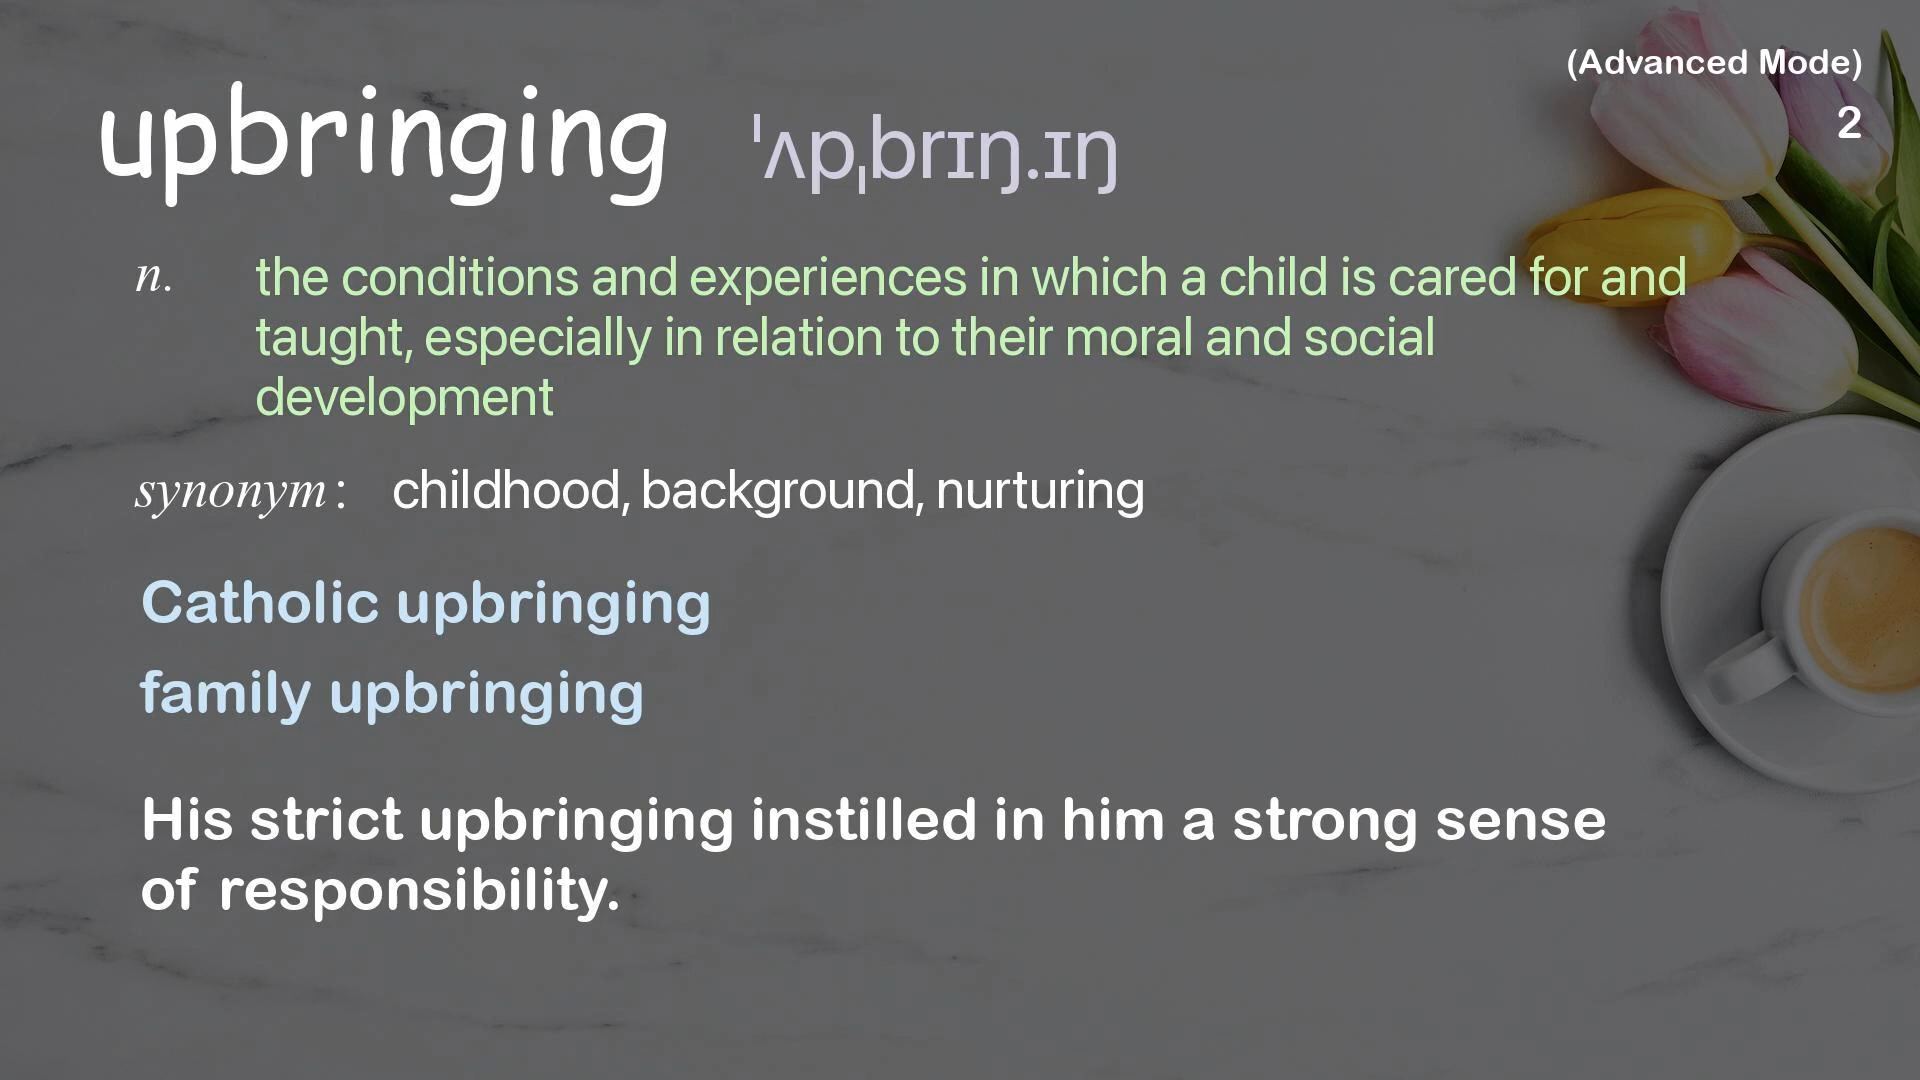 (Advanced Mode)
upbringing ˈʌpˌbrɪŋ.ɪŋ
2
n. the conditions and experiences in which a child is cared for and
taught, especially in relation to their moral and social
development
synonym: childhood, background, nurturing
Catholic upbringing
family upbringing
His strict upbringing instilled in him a strong sense
of responsibility.